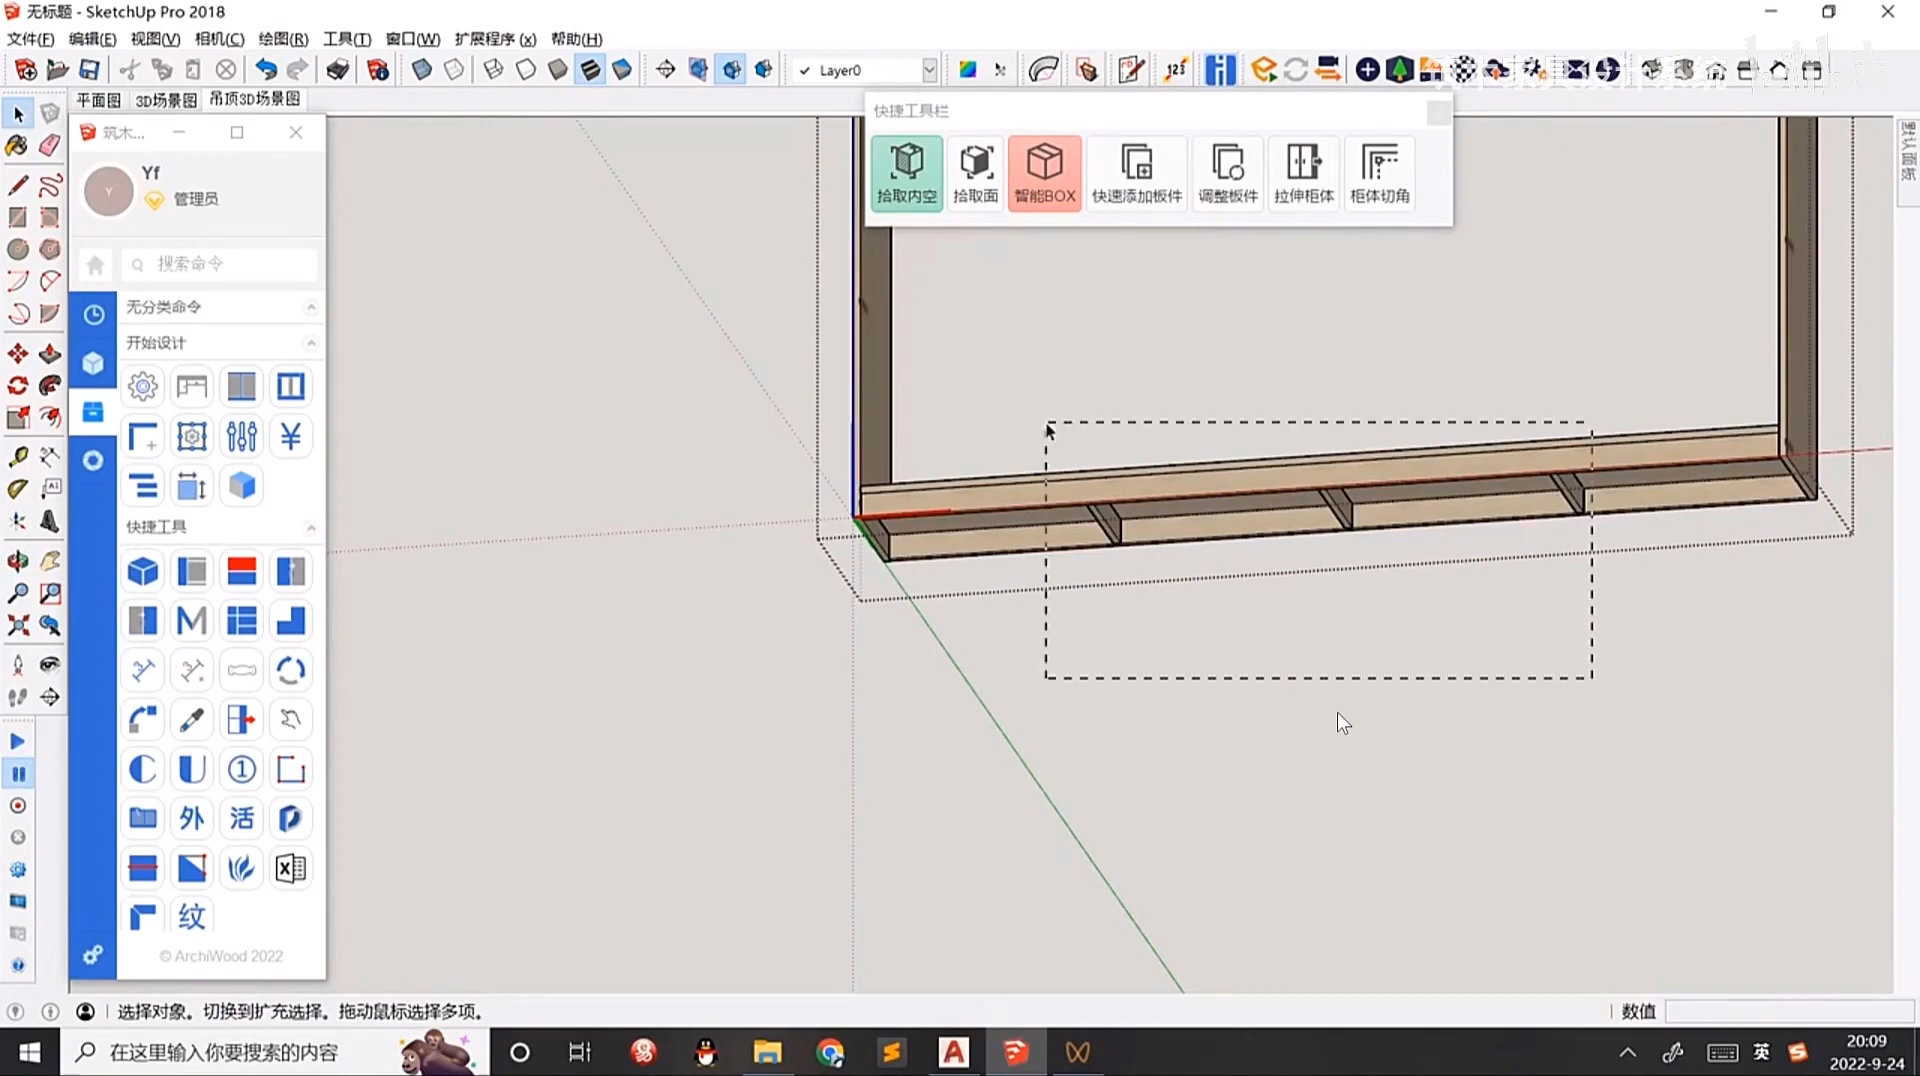 无标题 - SketchUp Pro 2018
文件(F) 编辑(E) 视图(V) 相机(C) 绘图(R) 工具(T) 窗口(W) 扩展程序 (x) 帮助(H)
Layer0
平面图 3D场景图 吊顶3D场景图
筑木...
Yf
管理员
搜索命令
无分类命令
开始设计
快捷工具
外 活
纹
© ArchiWood 2022
快捷工具栏
拾取内空 拾取面 智能BOX 快速添加板件 调整板件 拉伸柜体 柜体切角
默认面板
选择对象。切换到扩充选择。拖动鼠标选择多项。
数值
在这里输入你要搜索的内容
英
20:09
2022-9-24